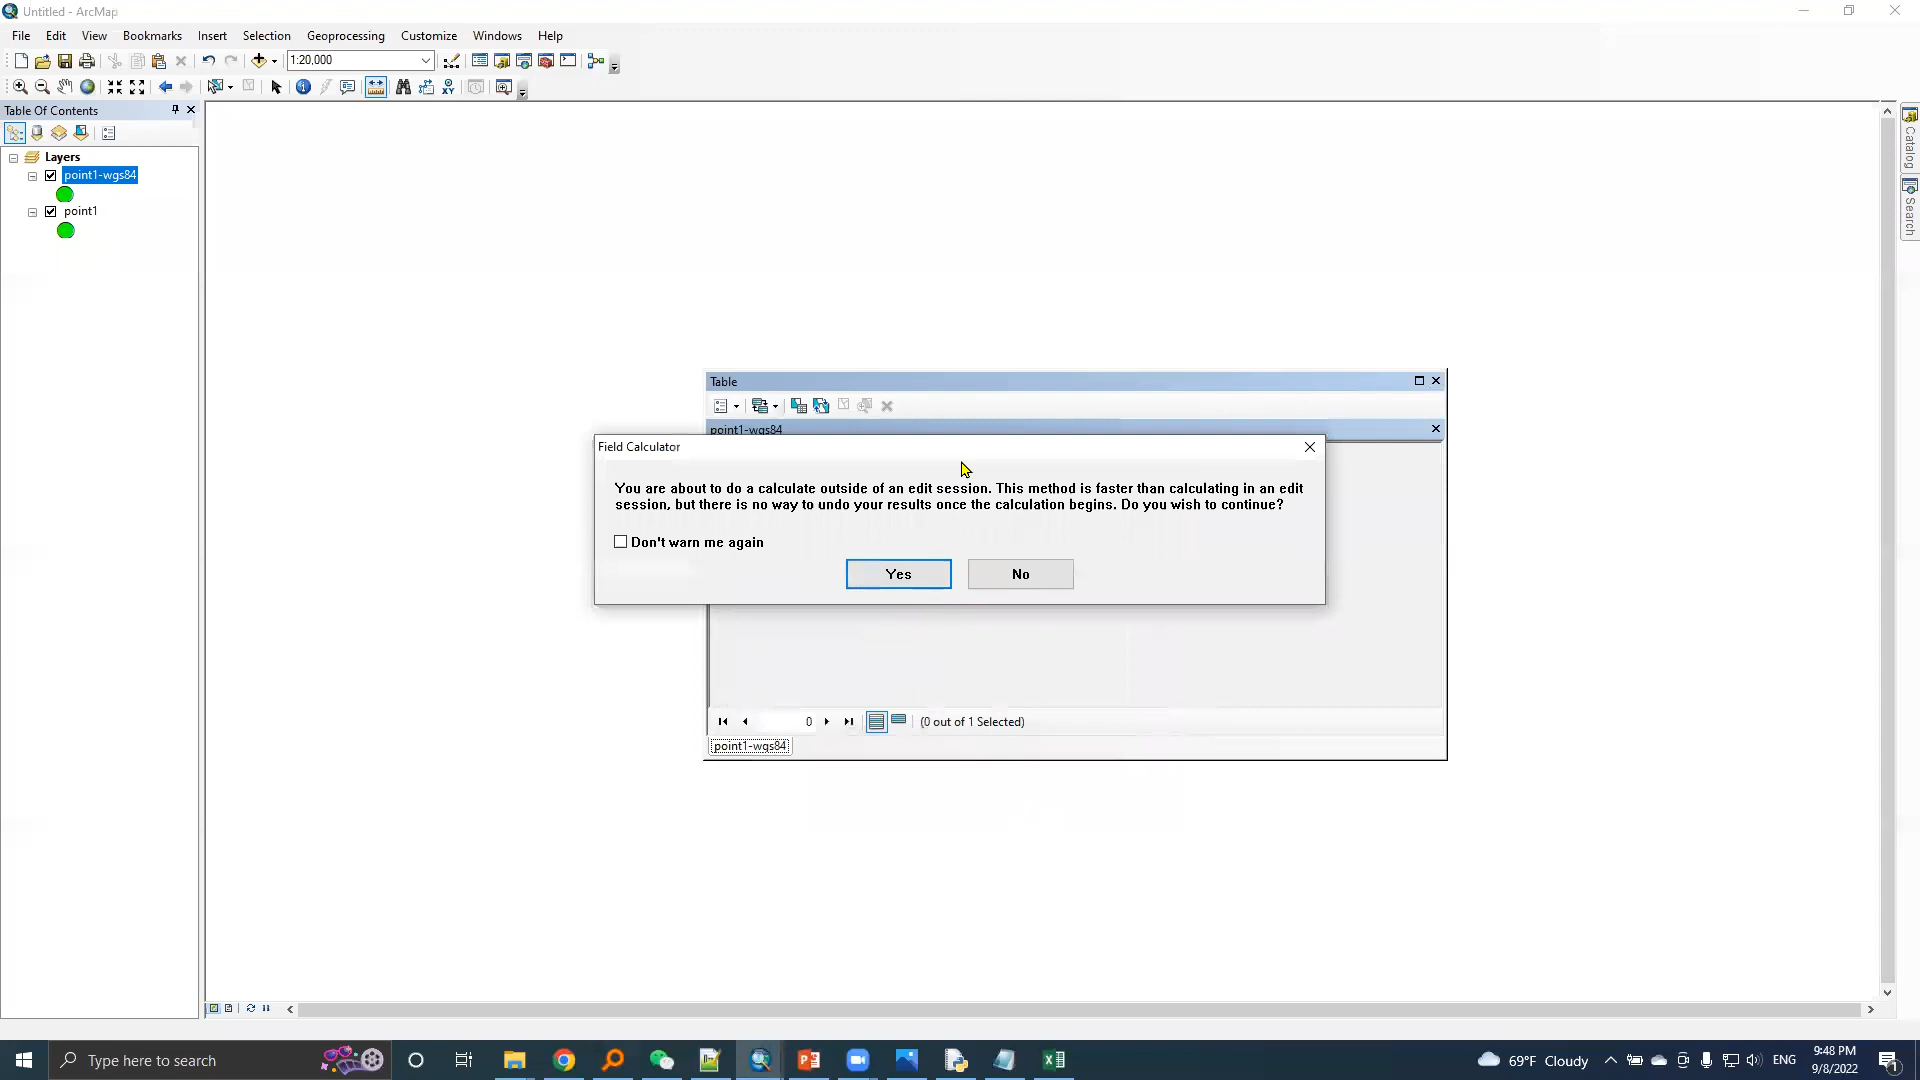 Untitled - ArcMap
File Edit View Bookmarks Insert Selection Geoprocessing Customize Windows Help
1:20,000
Table Of Contents
Layers
point1-wgs84
point1
Catalog
Search
Table
point1-wgs84
Field Calculator
You are about to do a calculate outside of an edit session. This method is faster than calculating in an edit
session, but there is no way to undo your results once the calculation begins. Do you wish to continue?
Don't warn me again
Yes No
0 (0 out of 1 Selected)
point1-wgs84
Type here to search
69°F Cloudy
ENG
9:48 PM
9/8/2022
1